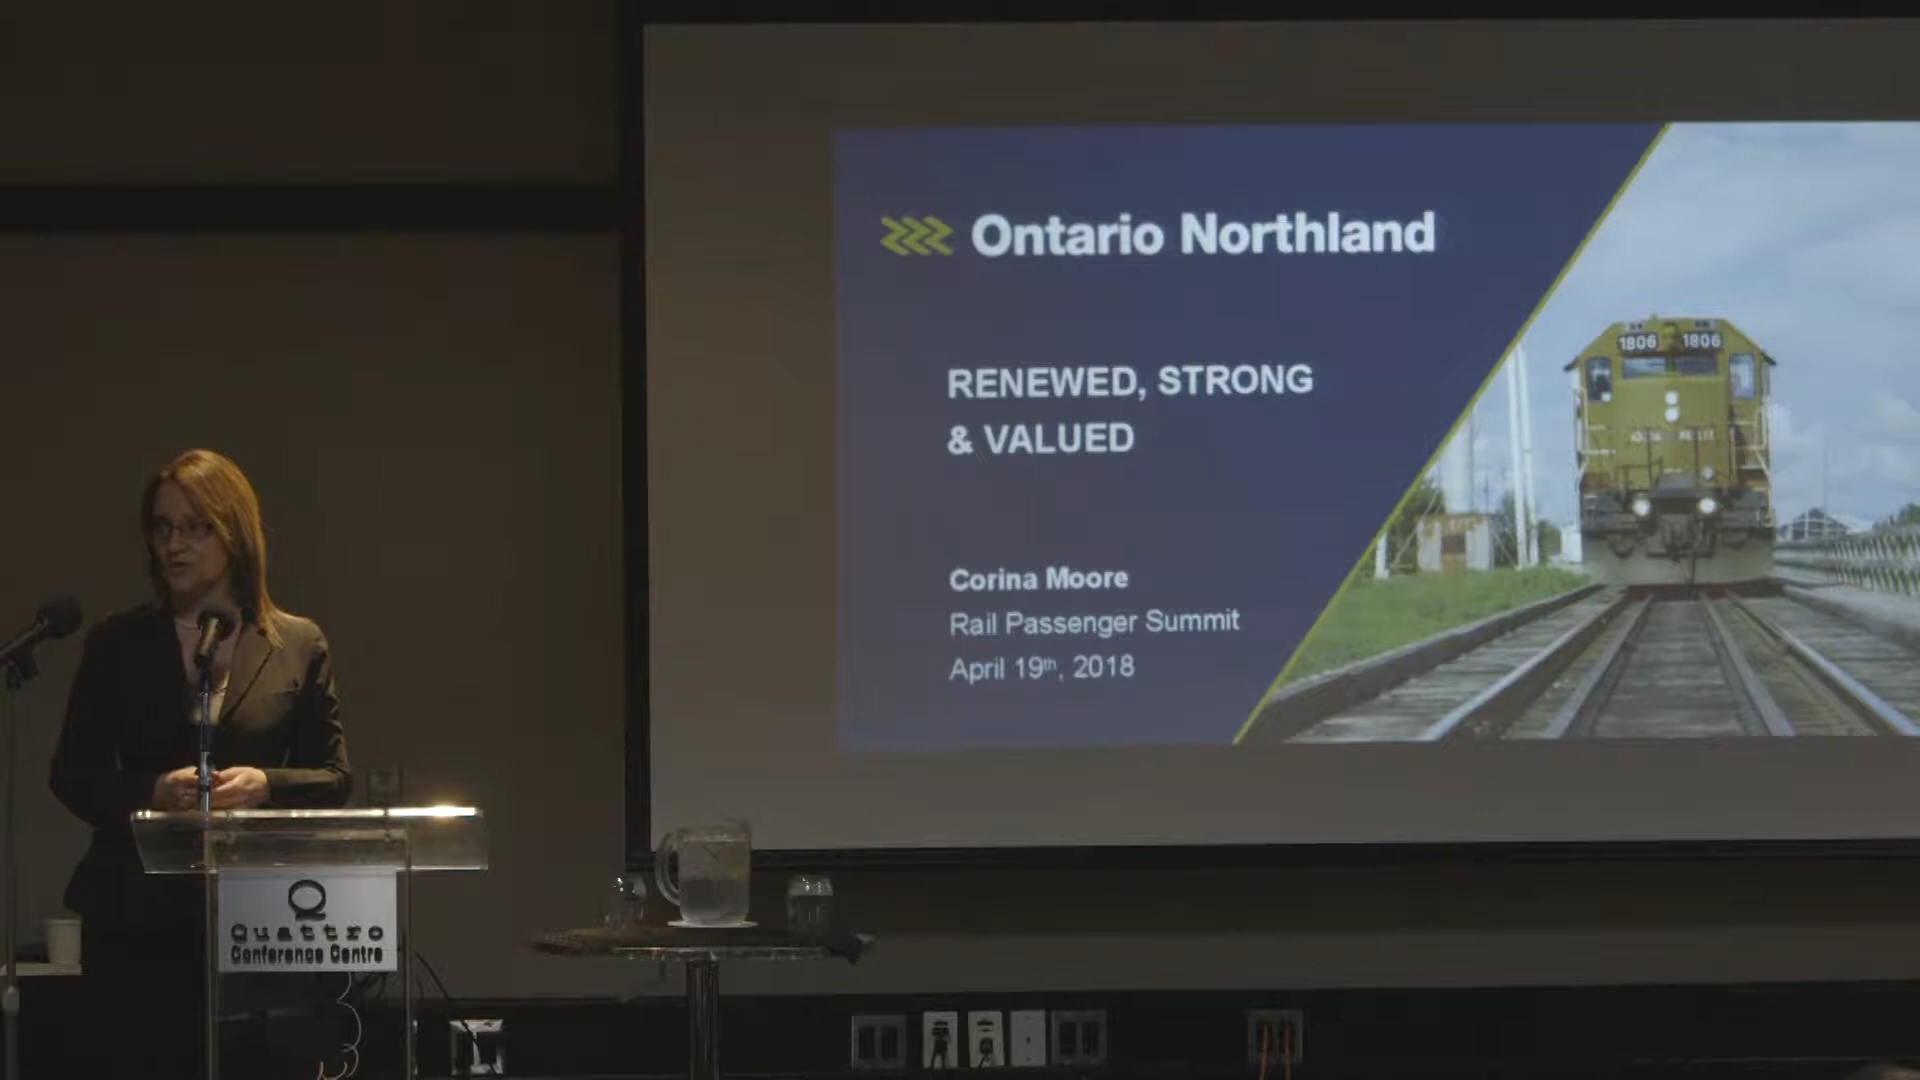 Ontario Northland
RENEWED, STRONG
& VALUED
Corina Moore
Rail Passenger Summit
April 19th, 2018
1806 1806
Quattro
Conference Centre